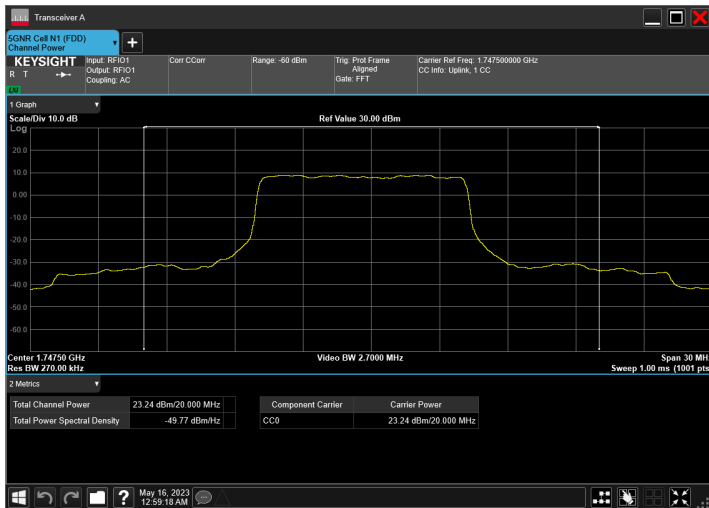 Transceiver A
5GNR Cell N1 (FDD)
Channel Power
KEYSIGHT
R T
LXI
Input: RFIO1
Output: RFIO1
Coupling: AC
Corr CCorr
Range: -60 dBm
Trig: Prot Frame
Aligned
Gate: FFT
Carrier Ref Freq: 1.747500000 GHz
CC Info: Uplink, 1 CC
1 Graph
Scale/Div 10.0 dB
Ref Value 30.00 dBm
Log
20.0
10.0
0.00
-10.0
-20.0
-30.0
-40.0
-50.0
-60.0
Center 1.74750 GHz
Video BW 2.7000 MHz
Span 30 MH
Res BW 270.00 kHz
Sweep 1.00 ms (1001 pts
2 Metrics
Total Channel Power 23.24 dBm/20.000 MHz
Total Power Spectral Density -49.77 dBm/Hz
Component Carrier Carrier Power
CC0 23.24 dBm/20.000 MHz
May 16, 2023
12:59:18 AM